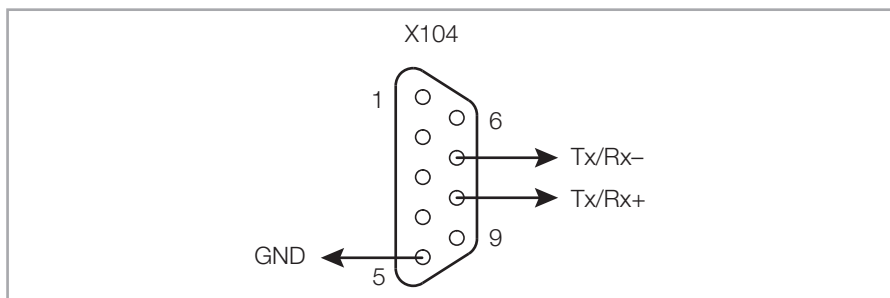 X104
1
6
Tx/Rx–
Tx/Rx+
9
GND
5